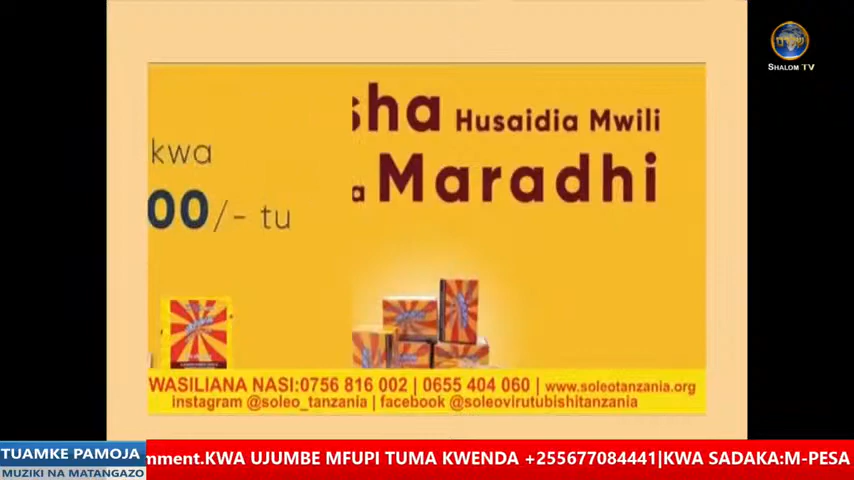 SHALOM TV
sha Husaidia Mwili
kwa
a Maradhi
00/- tu
WASILIANA NASI:0756 816 002 | 0655 404 060 | www.soleotanzania.org
instagram @soleo_tanzania | facebook @soleovirutubishitanzania
TUAMKE PAMOJA
mment.KWA UJUMBE MFUPI TUMA KWENDA +255677084441|KWA SADAKA:M-PESA
MUZIKI NA MATANGAZO